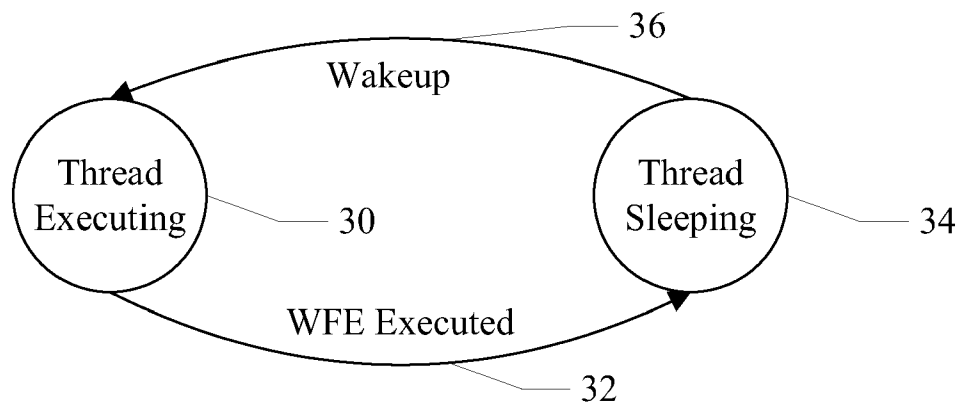 36
Wakeup
Thread
Executing
30
Thread
Sleeping
34
WFE Executed
32